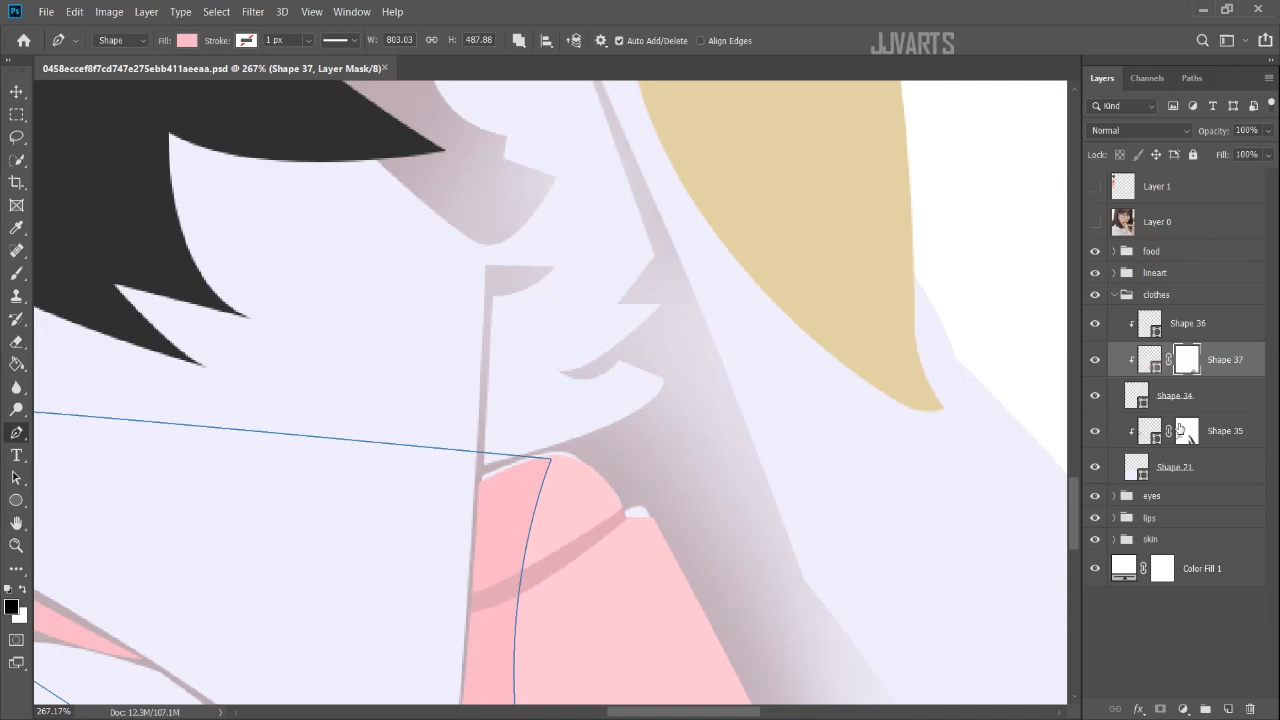 Ps File Edit Image Layer Type Select Filter 3D View Window Help
Shape Fill: Stroke: 1 px W: 803.03 H: 487.88 Auto Add/Delete Align Edges
JJVARTS
0458eccef8f7cd747e275ebb411aeeaa.psd @ 267% (Shape 37, Layer Mask/8)
Layers Channels Paths
Kind
Normal Opacity: 100%
Lock: Fill: 100%
Layer 1
Layer 0
food
lineart
clothes
Shape 36
Shape 37
Shape 34
Shape 35
Shape 21
eyes
lips
skin
Color Fill 1
267.17% Doc: 12.3M/107.1M
fx